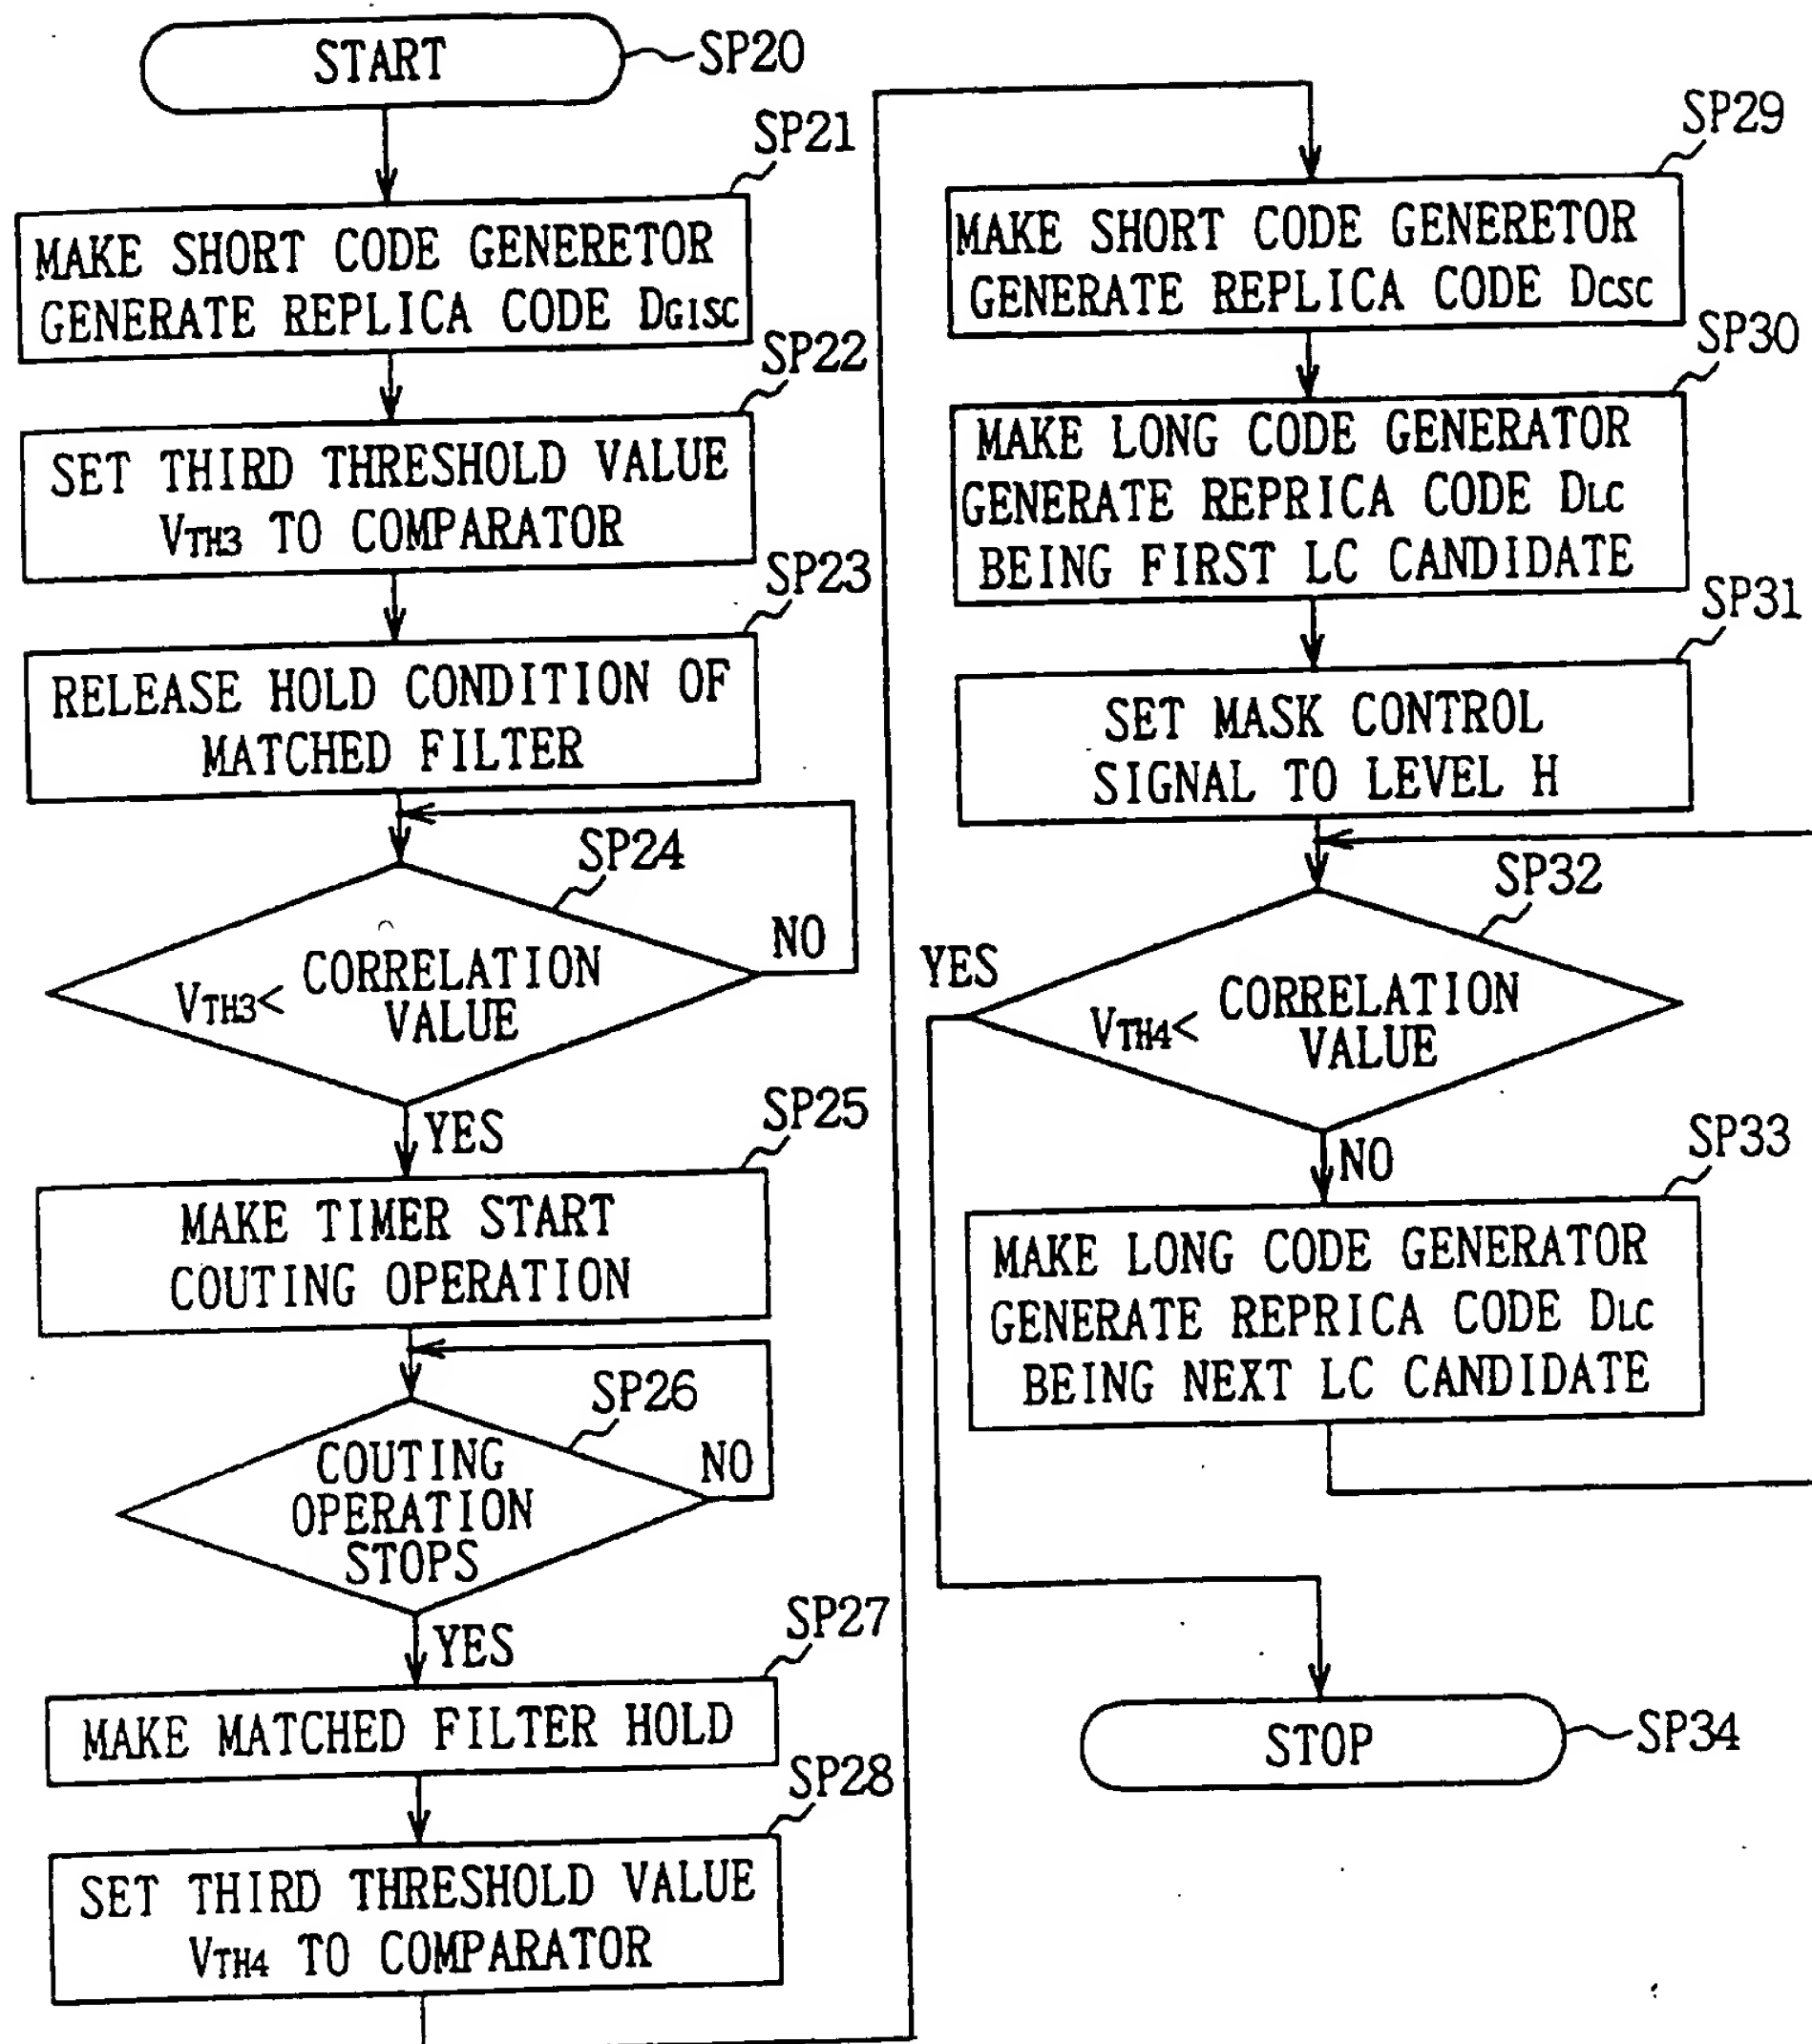 START
SP20
SP21
MAKE SHORT CODE GENERETOR
GENERATE REPLICA CODE DG1SC
SP22
SET THIRD THRESHOLD VALUE
VTH3 TO COMPARATOR
SP23
RELEASE HOLD CONDITION OF
MATCHED FILTER
SP24
VTH3< CORRELATION
VALUE
NO
YES
SP25
MAKE TIMER START
COUTING OPERATION
SP26
COUTING
OPERATION
STOPS
NO
YES
SP27
MAKE MATCHED FILTER HOLD
SP28
SET THIRD THRESHOLD VALUE
VTH4 TO COMPARATOR
SP29
MAKE SHORT CODE GENERETOR
GENERATE REPLICA CODE DCSC
SP30
MAKE LONG CODE GENERATOR
GENERATE REPRICA CODE DLC
BEING FIRST LC CANDIDATE
SP31
SET MASK CONTROL
SIGNAL TO LEVEL H
SP32
YES
VTH4< CORRELATION
VALUE
NO
SP33
MAKE LONG CODE GENERATOR
GENERATE REPRICA CODE DLC
BEING NEXT LC CANDIDATE
STOP
SP34